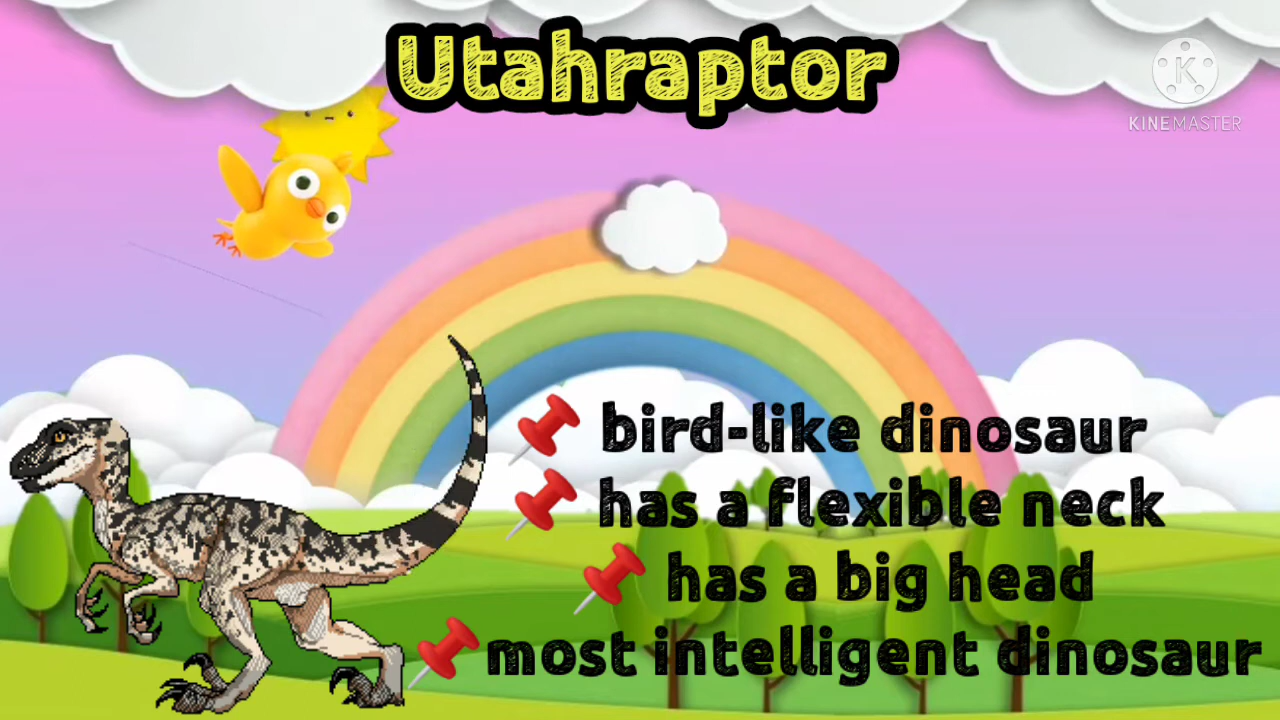 Utahraptor
K
KINEMASTER
bird-like dinosaur
has a flexible neck
has a big head
most intelligent dinosaur